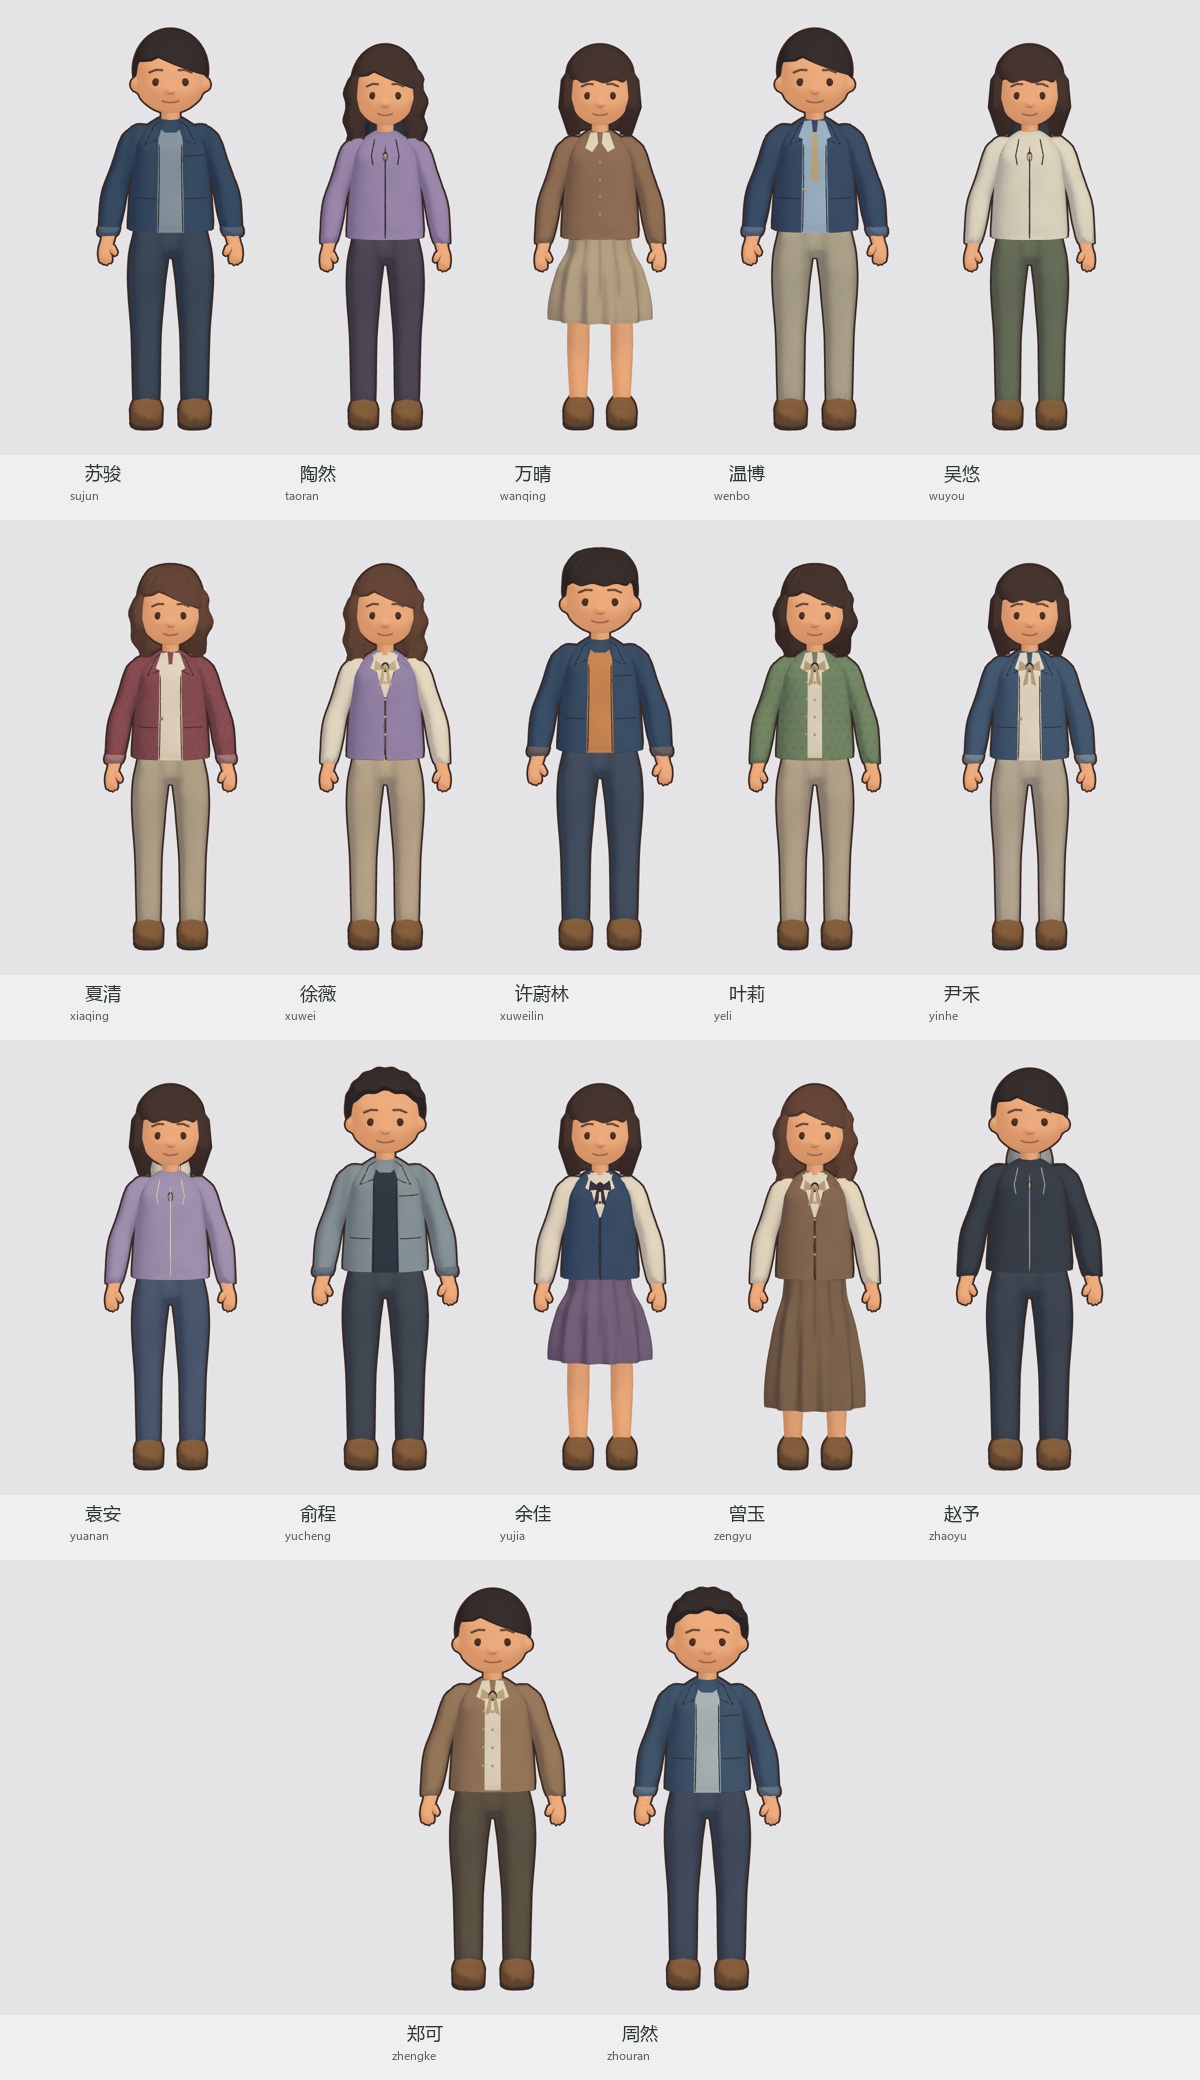 苏骏
sujun
陶然
taoran
万晴
wanqing
温博
wenbo
吴悠
wuyou
夏清
xiaqing
徐薇
xuwei
许蔚林
xuweilin
叶莉
yeli
尹禾
yinhe
袁安
yuanan
俞程
yucheng
余佳
yujia
曾玉
zengyu
赵予
zhaoyu
郑可
zhengke
周然
zhouran